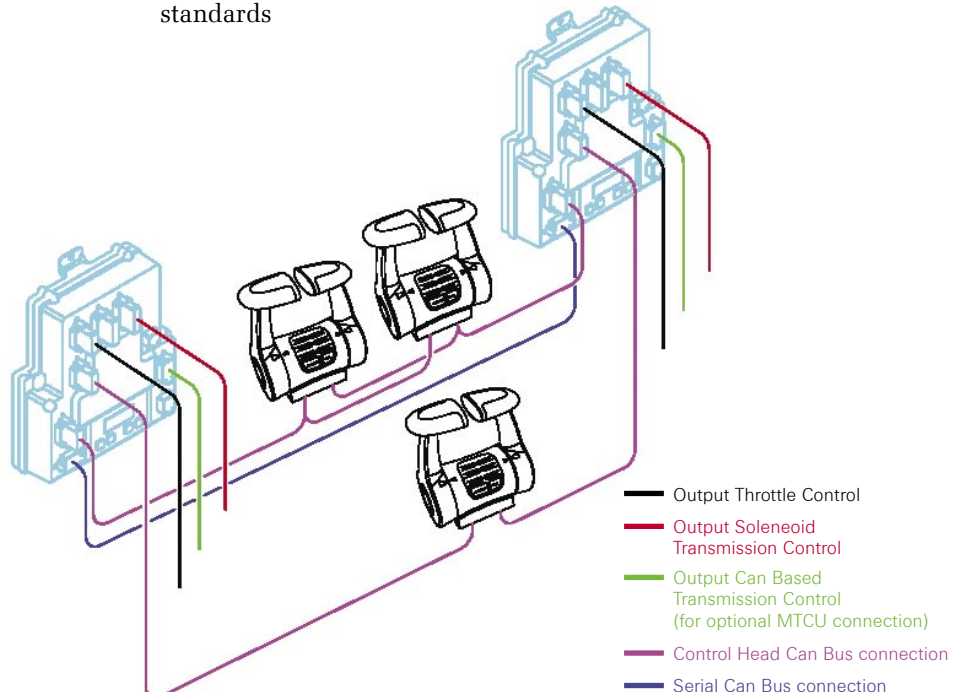 standards
Output Throttle Control
Output Soleneoid
Transmission Control
Output Can Based
Transmission Control
(for optional MTCU connection)
Control Head Can Bus connection
Serial Can Bus connection